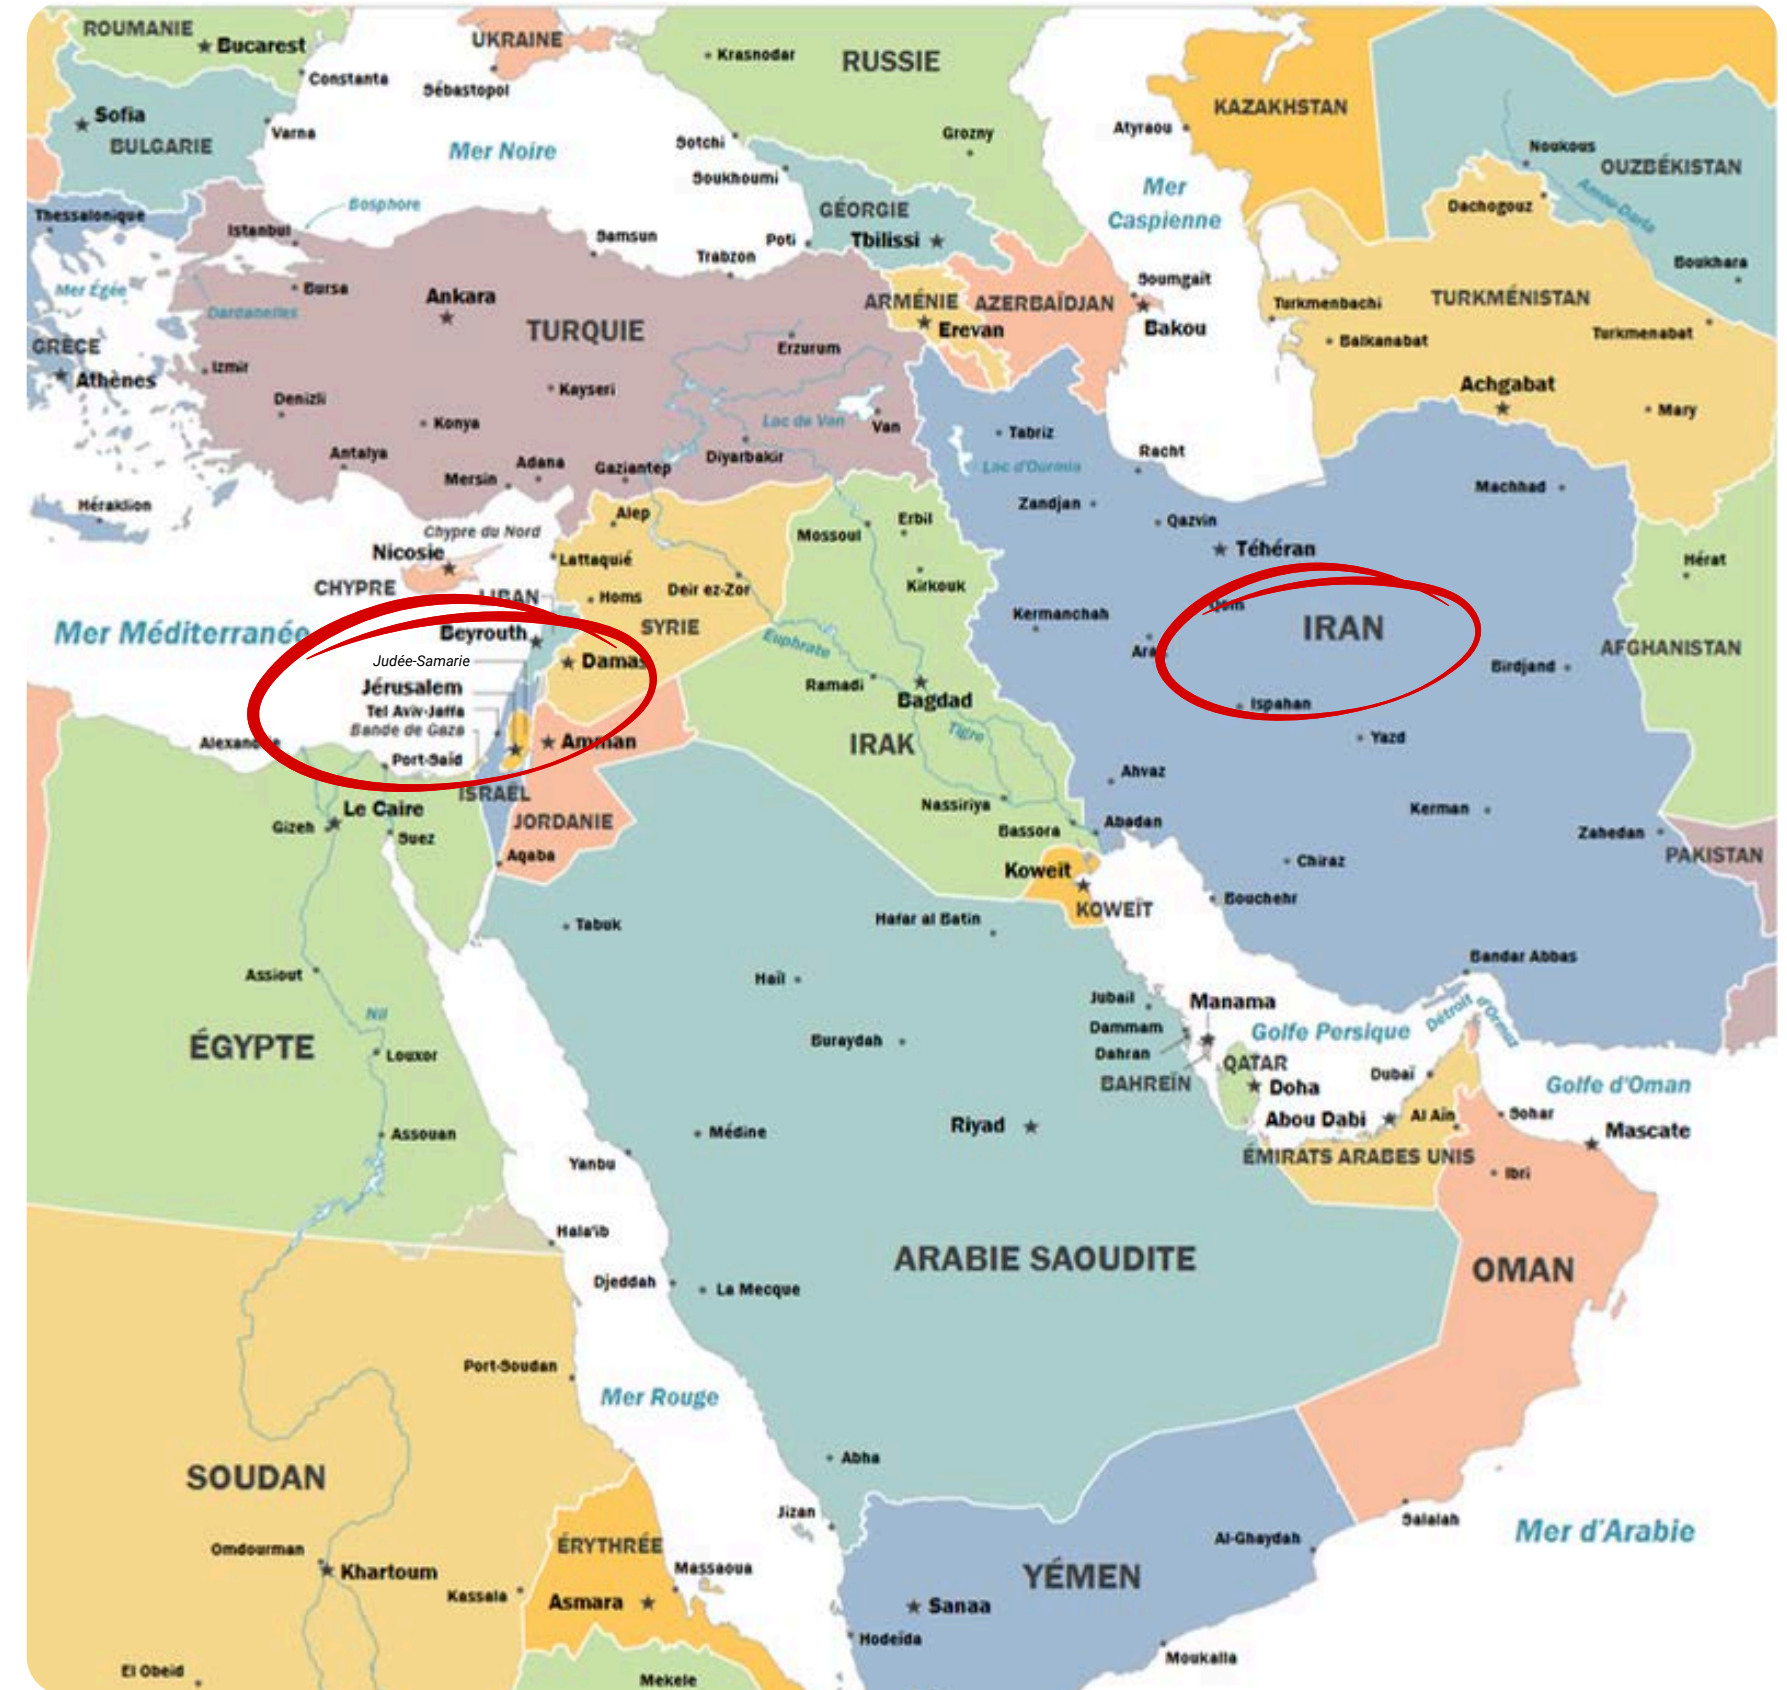 ROUMANIE
Bucarest
Constanta
UKRAINE
Sébastopol
Krasnodar
RUSSIE
KAZAKHSTAN
Atyraou
Sofia
BULGARIE
Varna
Mer Noire
Sotchi
Grozny
Soukhoumi
Mer
Caspienne
Noukous
OUZBÉKISTAN
Amou-Daria
Dachogouz
Boukhara
Thessalonique
Istanbul
Bosphore
Samsun
Trabzon
Poti
GÉORGIE
Tbilissi
Mer Égée
Bursa
Dardanelles
Ankara
TURQUIE
Erzurum
ARMÉNIE
Erevan
AZERBAÏDJAN
Soumgaït
Bakou
Turkmenbachi
TURKMÉNISTAN
Balkanabat
Turkmenabat
GRÈCE
Athènes
Izmir
Denizli
Kayseri
Konya
Lac de Van
Van
Achgabat
Mary
Antalya
Mersin
Adana
Gaziantep
Diyarbakir
Tabriz
Lac d'Ourmia
Racht
Zandjan
Qazvin
Machhad
Héraklion
Chypre du Nord
Nicosie
CHYPRE
Alep
Lattaquié
Mossoul
Erbil
Kirkouk
Téhéran
Hérat
LIBAN
Homs
Deir ez-Zor
SYRIE
Kermanchah
Qom
IRAN
AFGHANISTAN
Mer Méditerranée
Beyrouth
Judée-Samarie
Damas
Euphrate
Birdjand
Jérusalem
Tel Aviv-Jaffa
Bande de Gaza
Ramadi
Bagdad
Ispahan
Alexandrie
Port-Saïd
Amman
IRAK
Tigre
Yazd
ISRAËL
JORDANIE
Ahvaz
Nassiriya
Bassora
Abadan
Kerman
Zahedan
PAKISTAN
Le Caire
Gizeh
Suez
Aqaba
Koweït
KOWEÏT
Chiraz
Bouchehr
Tabuk
Hafar al Batin
Bandar Abbas
Assiout
Haïl
Jubail
Manama
Golfe Persique
Détroit d'Ormuz
Nil
ÉGYPTE
Louxor
Buraydah
Dammam
Dahran
BAHREÏN
QATAR
Doha
Dubaï
Golfe d'Oman
Assouan
Médine
Riyad
Abou Dabi
Al Aïn
Sohar
Mascate
Yanbu
ÉMIRATS ARABES UNIS
Ibri
Hala'ib
ARABIE SAOUDITE
OMAN
Djeddah
La Mecque
Port-Soudan
Mer Rouge
SOUDAN
Abha
Jizan
Salalah
Mer d'Arabie
Omdourman
Khartoum
ÉRYTHRÉE
Massaoua
Al-Ghaydah
YÉMEN
Kassala
Asmara
Sanaa
Hodeïda
Moukalla
El Obeid
Mekele